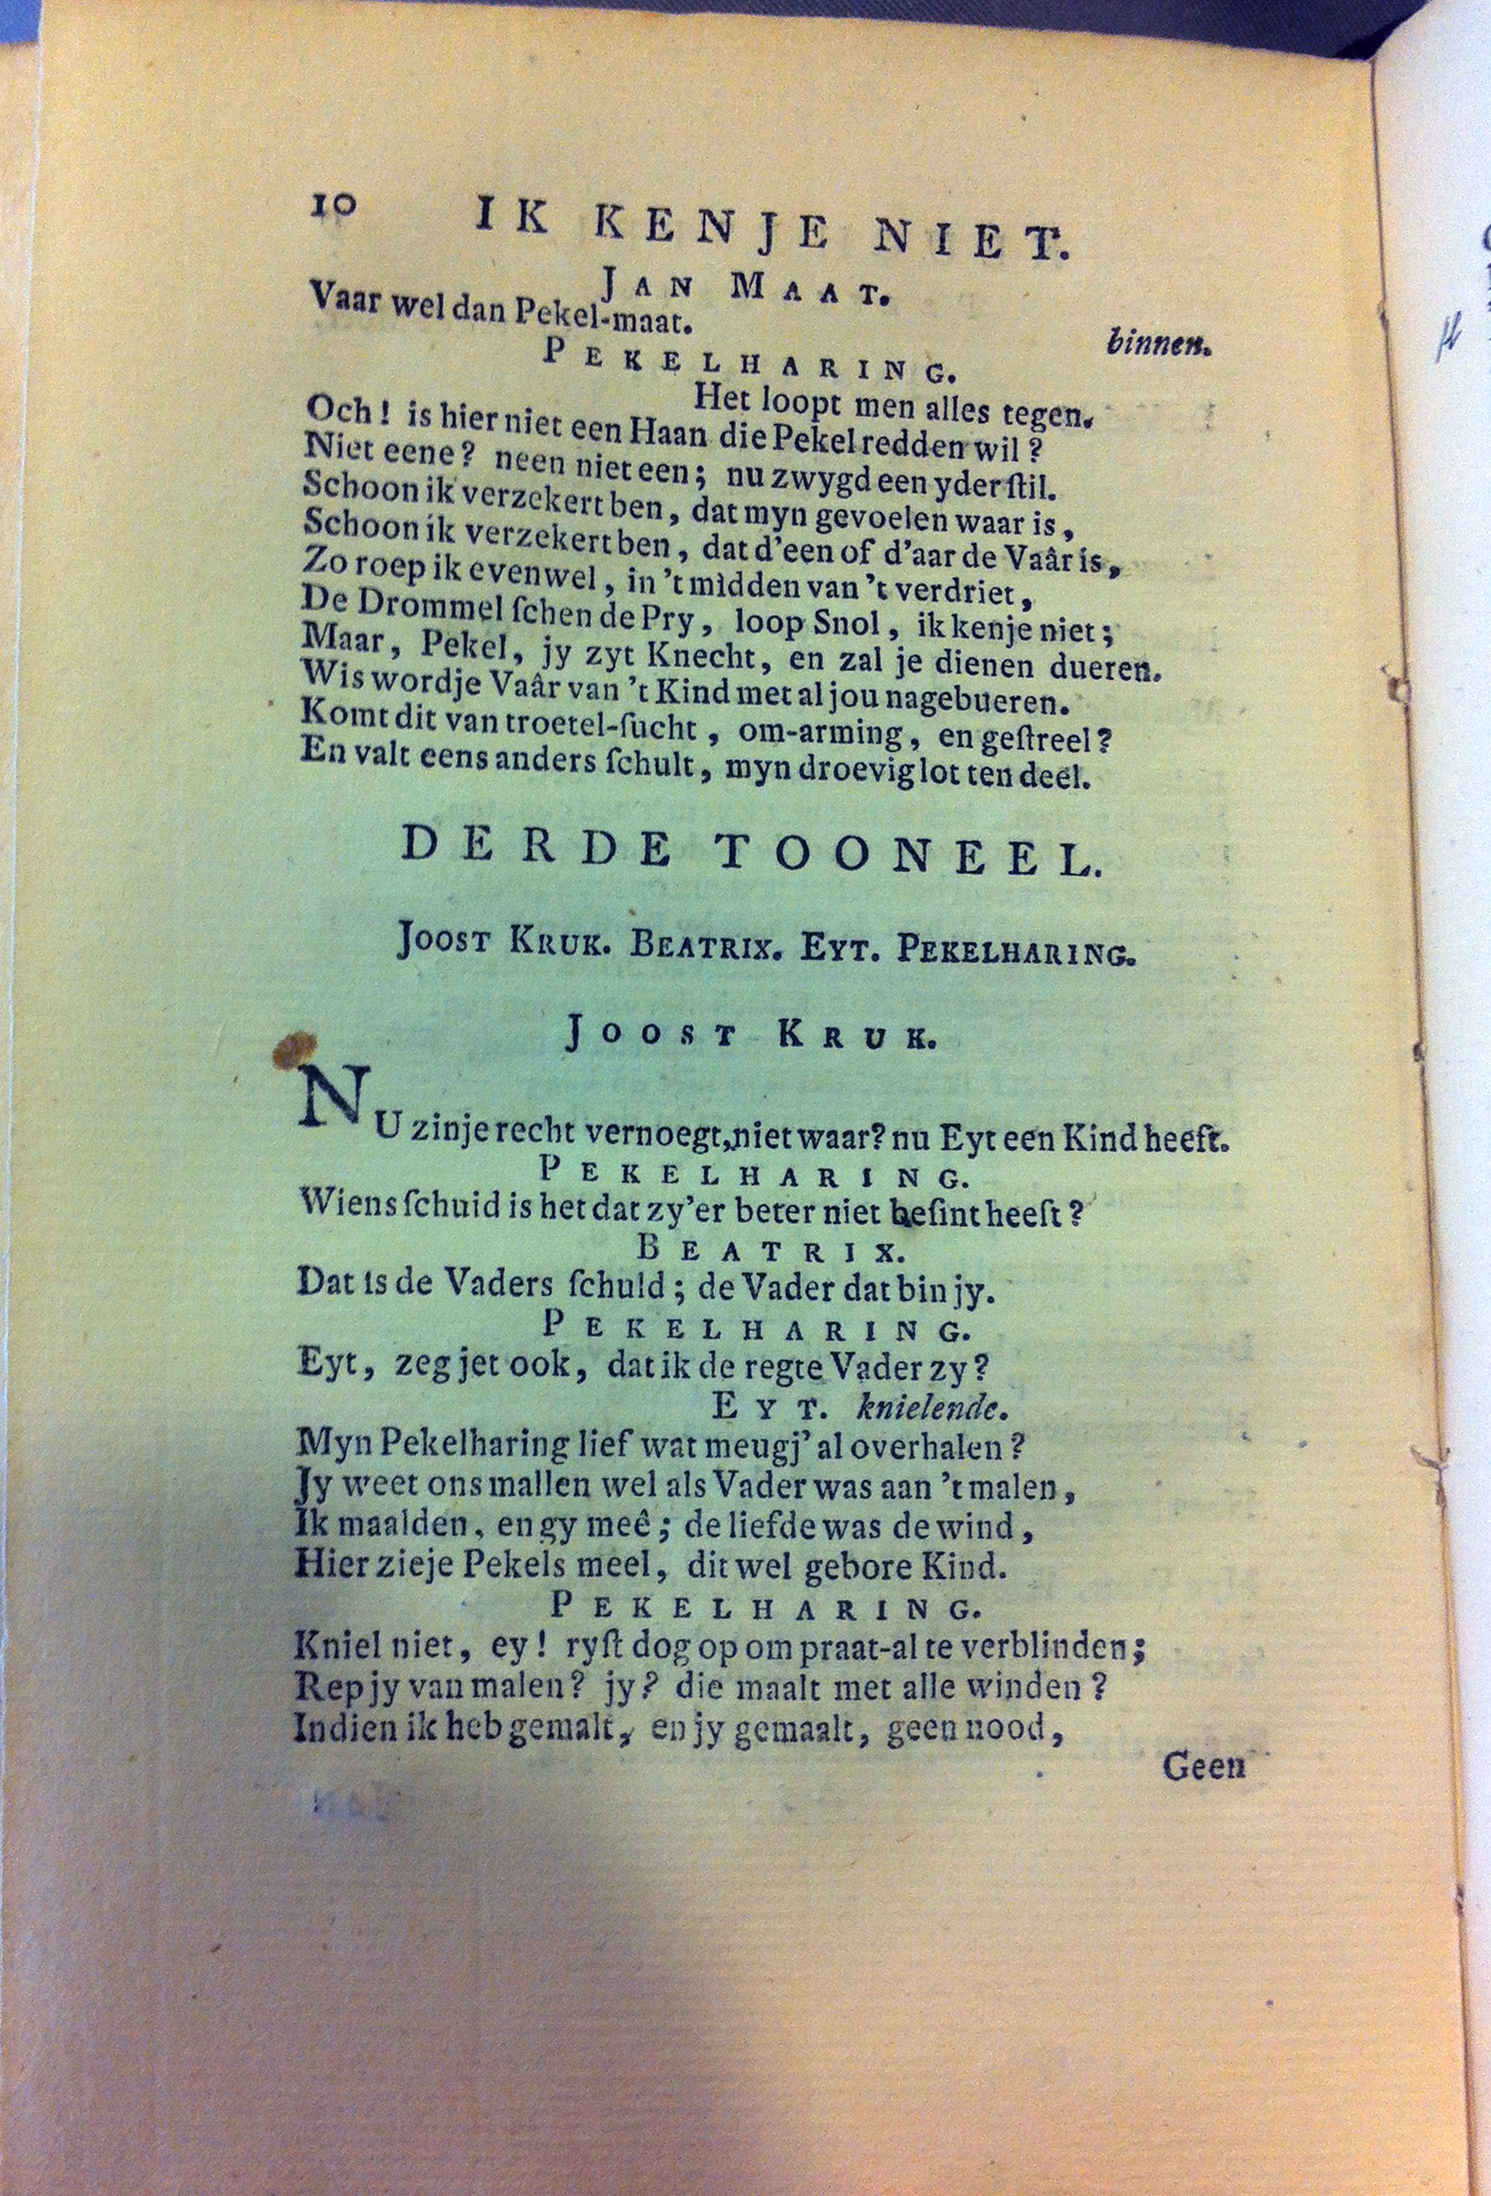 10 IK KENJE NIET.
JAN MAAT.
Vaar wel dan Pekel-maat.
binnen.
PEKELHARING.
Het loopt men alles tegen.
Och! is hier niet een Haan die Pekel redden wil?
Niet eene? neen niet een; nu zwygd een yder ſtil.
Schoon ik verzekert ben, dat myn gevoelen waar is,
Schoon ik verzekert ben, dat d'een of d'aar de Vaâr is,
Zo roep ik evenwel, in 't midden van 't verdriet,
De Drommel ſchen de Pry, loop Snol, ik kenje niet;
Maar, Pekel, jy zyt Knecht, en zal je dienen dueren.
Wis wordje Vaâr van 't Kind met al jou nagebueren.
Komt dit van troetel-ſucht, om-arming, en geſtreel?
En valt eens anders ſchult, myn droevig lot ten deel.
DERDE TOONEEL.
JOOST KRUK. BEATRIX. EYT. PEKELHARING.
JOOST KRUK.
NU zinje recht vernoegt, niet waar? nu Eyt een Kind heeft.
PEKELHARING.
Wiens ſchuid is het dat zy'er beter niet beſint heeft?
BEATRIX.
Dat is de Vaders ſchuld; de Vader dat bin jy.
PEKELHARING.
Eyt, zeg jet ook, dat ik de regte Vader zy?
EYT. knielende.
Myn Pekelharing lief wat meugj' al overhalen?
Jy weet ons mallen wel als Vader was aan 't malen,
Ik maalden, en gy meê; de liefde was de wind,
Hier zieje Pekels meel, dit wel gebore Kind.
PEKELHARING.
Kniel niet, ey! ryſt dog op om praat-al te verblinden;
Rep jy van malen? jy? die maalt met alle winden?
Indien ik heb gemalt, en jy gemaalt, geen nood,
Geen